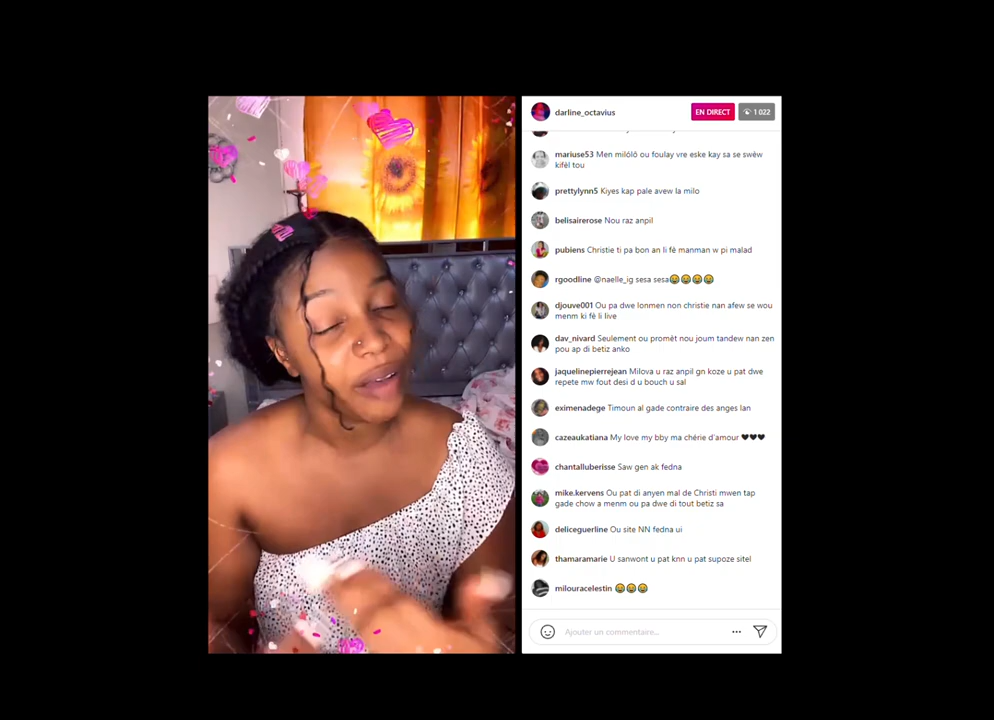 darline_octavius
EN DIRECT
1 022
mariuse53 Men milôlô ou foulay vre eske kay sa se swèw
kifèl tou
prettylynn5 Kiyes kap pale avew la milo
belisairerose Nou raz anpil
pubiens Christie ti pa bon an li fè manman w pi malad
rgoodline @naelle_ig sesa sesa😂😂😂😂
djouve001 Ou pa dwe lonmen non christie nan afew se wou
menm ki fè li live
dav_nivard Seulement ou promèt nou joum tandew nan zen
pou ap di betiz anko
jaquelinepierrejean Milova u raz anpil gn koze u pat dwe
repete mw fout desi d u bouch u sal
eximenadege Timoun al gade contraire des anges lan
cazeaukatiana My love my bby ma chérie d'amour 🖤🖤🖤
chantalluberisse Saw gen ak fedna
mike.kervens Ou pat di anyen mal de Christi mwen tap
gade chow a menm ou pa dwe di tout betiz sa
deliceguerline Ou site NN fedna ui
thamaramarie U sanwont u pat knn u pat supoze sitel
milouracelestin 😂😂😂
Ajouter un commentaire...